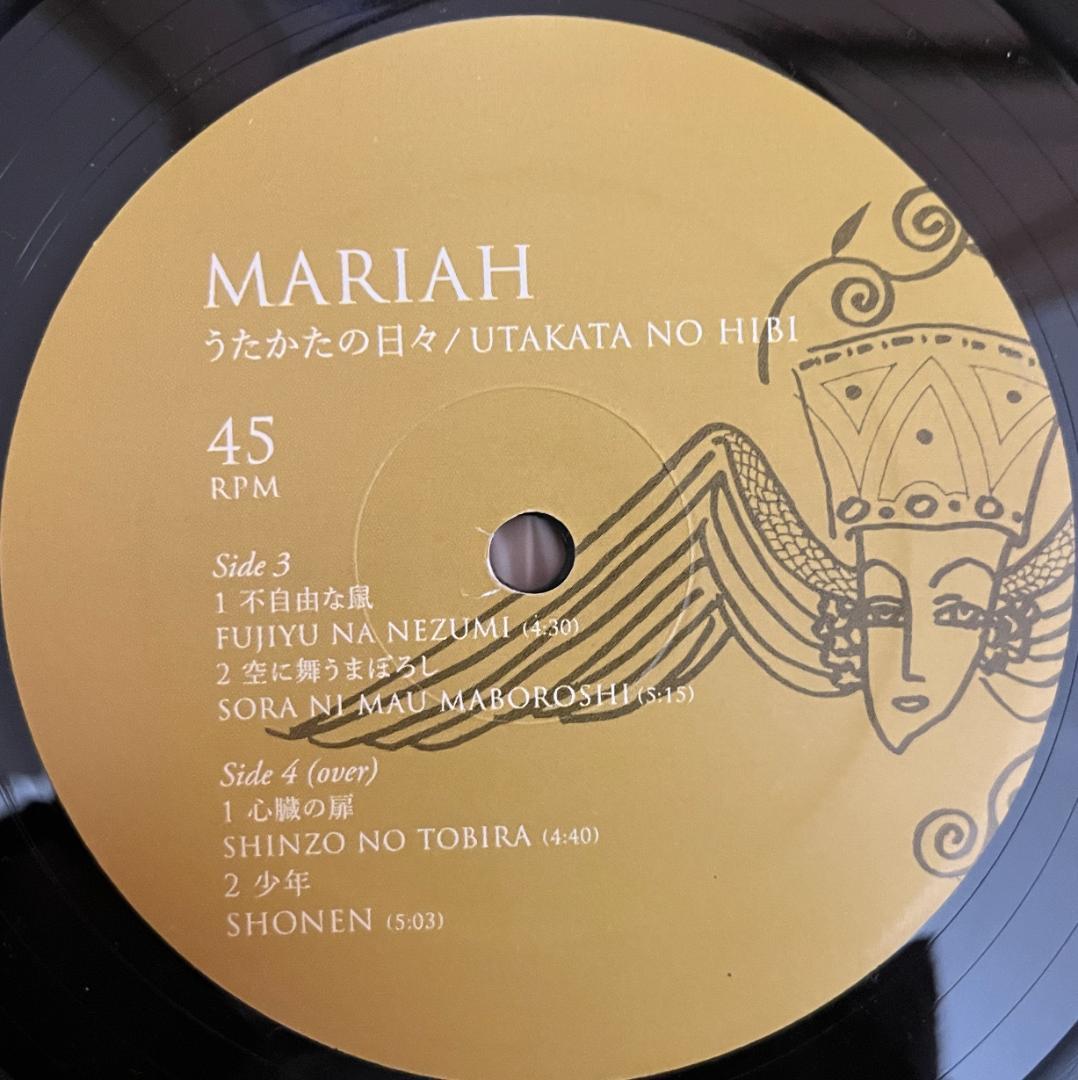 MARIAH
うたかたの日々/UTAKATA NO HIBI
45
RPM
Side 3
1 不自由な鼠
FUJIYU NA NEZUMI (4:30)
2 空に舞うまぼろし
SORA NI MAU MABOROSHI (5:15)
Side 4 (over)
1 心臓の扉
SHINZO NO TOBIRA (4:40)
2 少年
SHONEN (5:03)